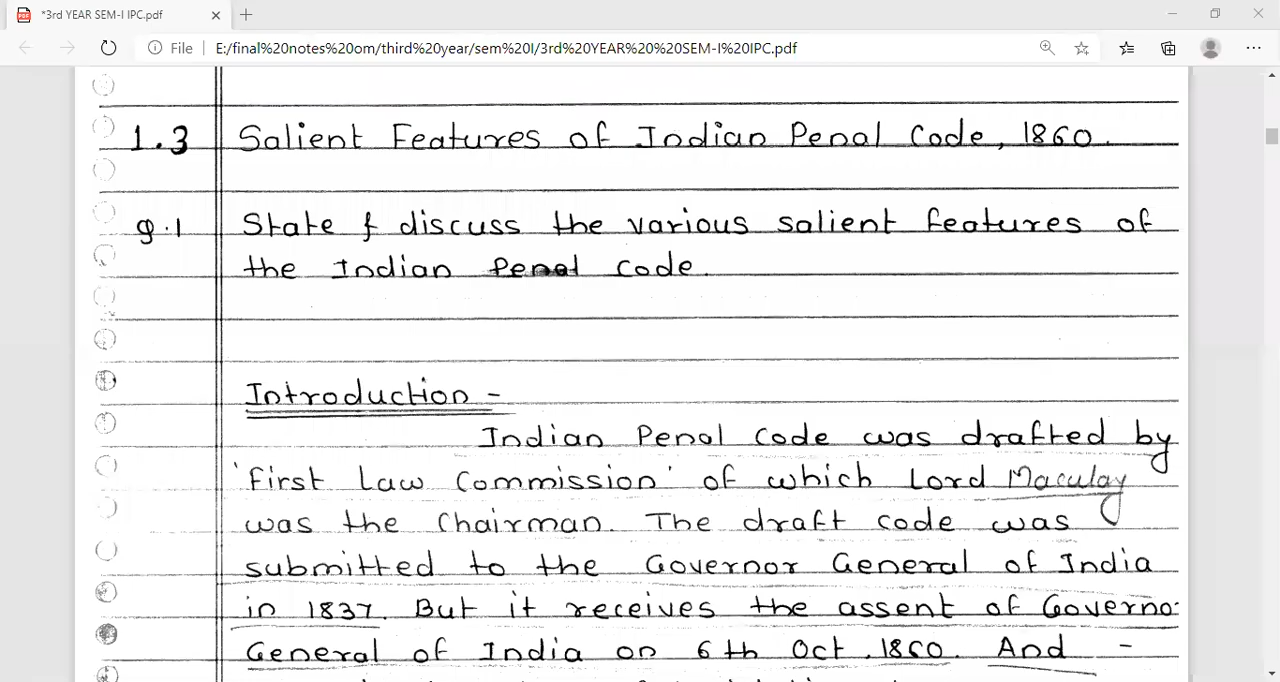 *3rd YEAR SEM-I IPC.pdf
File E:/final%20notes%20om/third%20year/sem%20I/3rd%20YEAR%20%20SEM-I%20IPC.pdf
1.3 Salient Features of Indian Penal Code, 1860.
Q.1 State & discuss the various salient features of
the Indian Penal Code.
Introduction -
Indian Penal Code was drafted by
'First Law Commission' of which Lord Maculay
was the Chairman. The draft code was
submitted to the Governor General of India
in 1837. But it receives the assent of Governo
General of India on 6th Oct, 1860. And -